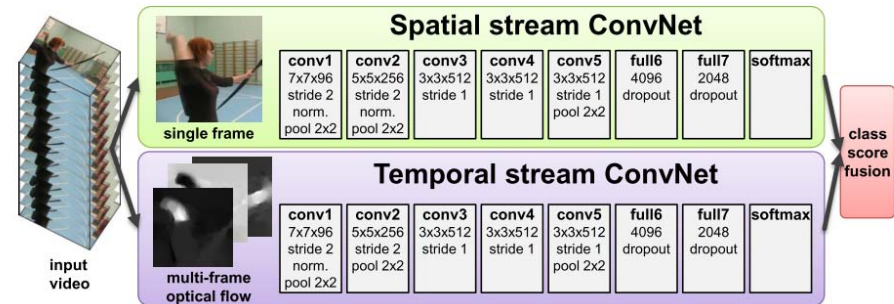 Spatial stream ConvNet
conv1
7x7x96
stride 2
norm.
pool 2x2
conv2
5x5x256
stride 2
norm.
pool 2x2
conv3
3x3x512
stride 1
conv4
3x3x512
stride 1
conv5
3x3x512
stride 1
pool 2x2
full6
4096
dropout
full7
2048
dropout
softmax
single frame
Temporal stream ConvNet
conv1
7x7x96
stride 2
norm.
pool 2x2
conv2
5x5x256
stride 2
pool 2x2
conv3
3x3x512
stride 1
conv4
3x3x512
stride 1
conv5
3x3x512
stride 1
pool 2x2
full6
4096
dropout
full7
2048
dropout
softmax
multi-frame
optical flow
input
video
class
score
fusion